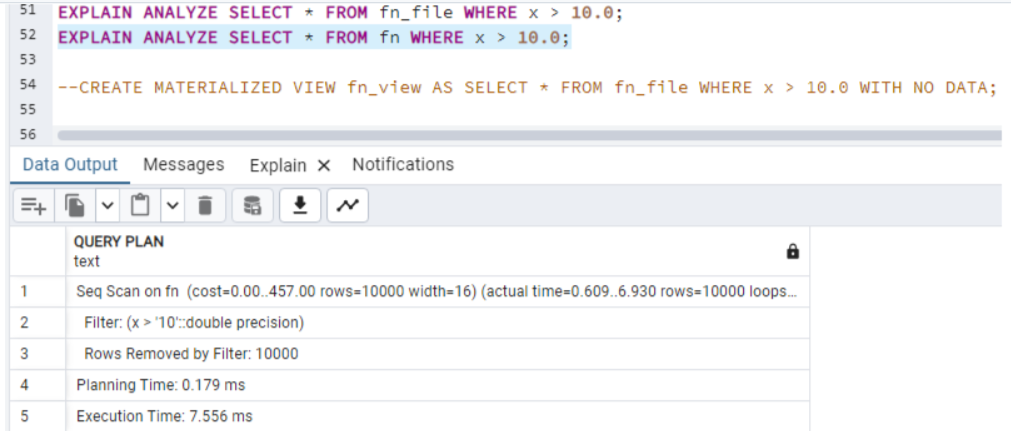 51 EXPLAIN ANALYZE SELECT * FROM fn_file WHERE x > 10.0;
52 EXPLAIN ANALYZE SELECT * FROM fn WHERE x > 10.0;
53
54 --CREATE MATERIALIZED VIEW fn_view AS SELECT * FROM fn_file WHERE x > 10.0 WITH NO DATA;
55
56
Data Output Messages Explain X Notifications
QUERY PLAN
text
1 Seq Scan on fn (cost=0.00..457.00 rows=10000 width=16) (actual time=0.609..6.930 rows=10000 loops...
2 Filter: (x > '10'::double precision)
3 Rows Removed by Filter: 10000
4 Planning Time: 0.179 ms
5 Execution Time: 7.556 ms